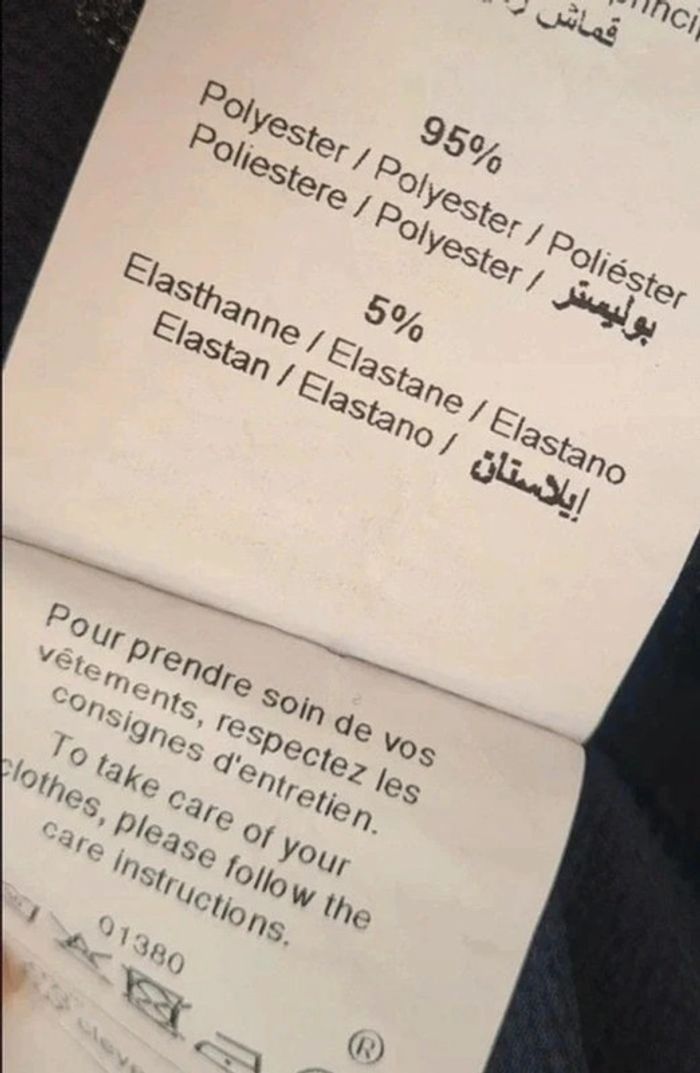 قماش
95%
Polyester / Polyester / Poliéster
Poliestere / Polyester / بوليستر
5%
Elasthanne / Elastane / Elastano
Elastan / Elastano / إيلاستان
Pour prendre soin de vos
vêtements, respectez les
consignes d'entretien.
To take care of your
clothes, please follow the
care instructions.
01380
®